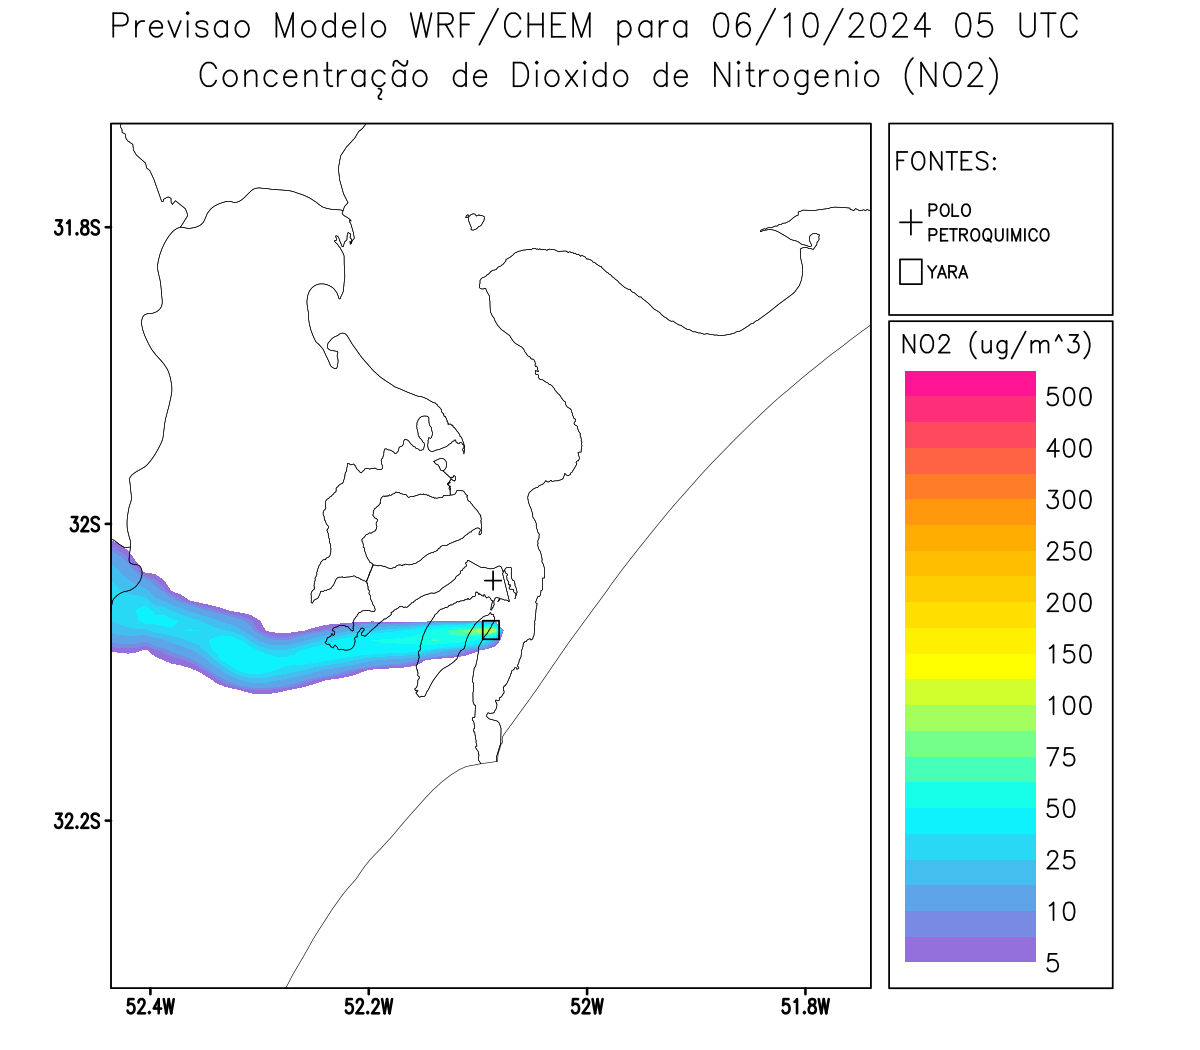 Previsao Modelo WRF/CHEM para 06/10/2024 05 UTC
Concentração de Dioxido de Nitrogenio (NO2)
FONTES:
POLO
PETROQUIMICO
YARA
NO2 (ug/m^3)
500
400
300
250
200
150
100
75
50
25
10
5
31.8S
32S
32.2S
52.4W 52.2W 52W 51.8W